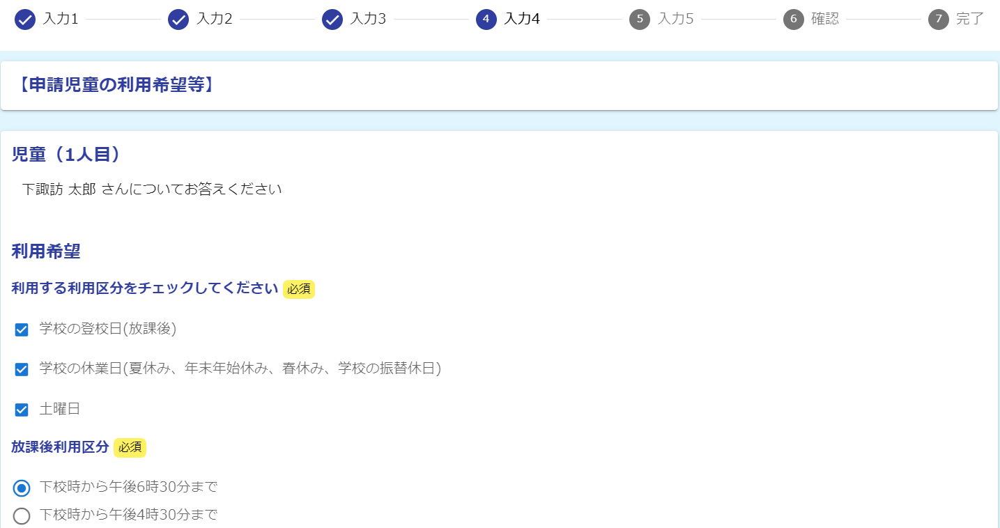 入力1 入力2 入力3 4 入力4 5 入力5 6 確認 7 完了
【申請児童の利用希望等】
児童（1人目）
下諏訪 太郎 さんについてお答えください
利用希望
利用する利用区分をチェックしてください 必須
学校の登校日(放課後)
学校の休業日(夏休み、年末年始休み、春休み、学校の振替休日)
土曜日
放課後利用区分 必須
下校時から午後6時30分まで
下校時から午後4時30分まで